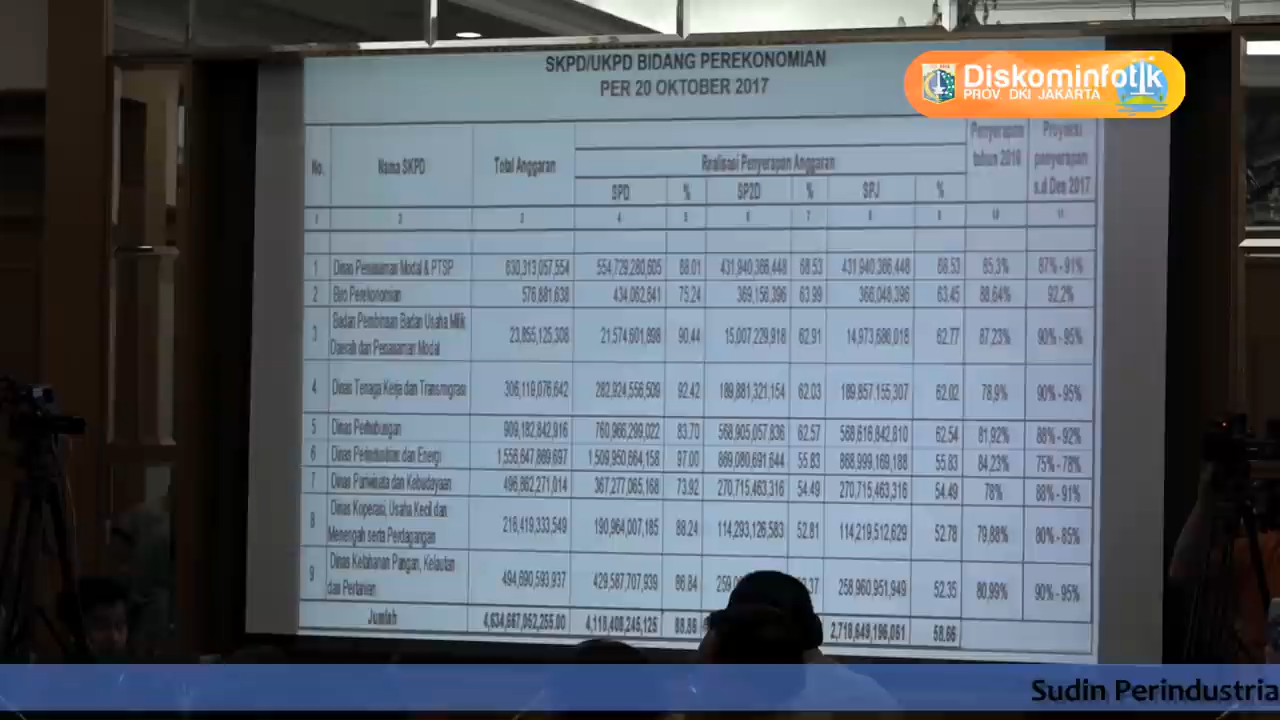 SKPD/UKPD BIDANG PEREKONOMIAN
PER 20 OKTOBER 2017
Diskominfotik
PROV. DKI JAKARTA
No. Nama SKPD Total Anggaran Realisasi Penyerapan Anggaran Penyerapan tahun 2016 Proyeksi penyerapan s.d Des 2017
SPD % SP2D % SPJ %
1 2 3 4 5 6 7 8 9 10 11
1 Dinas Penanaman Modal & PTSP 630,313,057,554 554,729,280,605 88.01 431,940,386,448 68.53 431,940,386,448 68.53 85,3% 87% - 91%
2 Biro Perekonomian 576,881,638 434,062,641 75.24 369,156,396 63.99 366,048,396 63.45 88,64% 92,2%
3 Badan Pembinaan Badan Usaha Milik 23,855,125,308 21,574,601,898 90.44 15,007,229,918 62.91 14,973,686,018 62.77 87,23% 90% - 95%
Daerah dan Penanaman Modal
4 Dinas Tenaga Kerja dan Transmigrasi 306,119,076,642 282,924,556,509 92.42 189,881,321,154 62.03 189,857,155,307 62.02 78,9% 90% - 95%
5 Dinas Perhubungan 909,182,842,916 760,966,299,022 83.70 568,905,057,836 62.57 568,616,842,810 62.54 81,92% 88% - 92%
6 Dinas Perindustrian dan Energi 1,556,647,869,697 1,509,950,664,158 97.00 869,080,691,644 55.83 868,999,169,188 55.83 84,23% 75% - 78%
7 Dinas Pariwisata dan Kebudayaan 496,862,271,014 367,277,065,168 73.92 270,715,463,316 54.49 270,715,463,316 54.49 78% 88% - 91%
8 Dinas Koperasi, Usaha Kecil dan 216,419,333,549 190,964,007,185 88.24 114,293,126,583 52.81 114,219,512,629 52.78 79,88% 80% - 85%
Menengah serta Perdagangan
9 Dinas Ketahanan Pangan, Kelautan 494,690,593,937 429,587,707,939 86.84 258,960,951,949 52.35 80,99% 90% - 95%
dan Pertanian
Jumlah 4,634,667,052,255.00 4,118,408,245,125 88.86 2,718,649,196,061 58.66
Sudin Perindustria